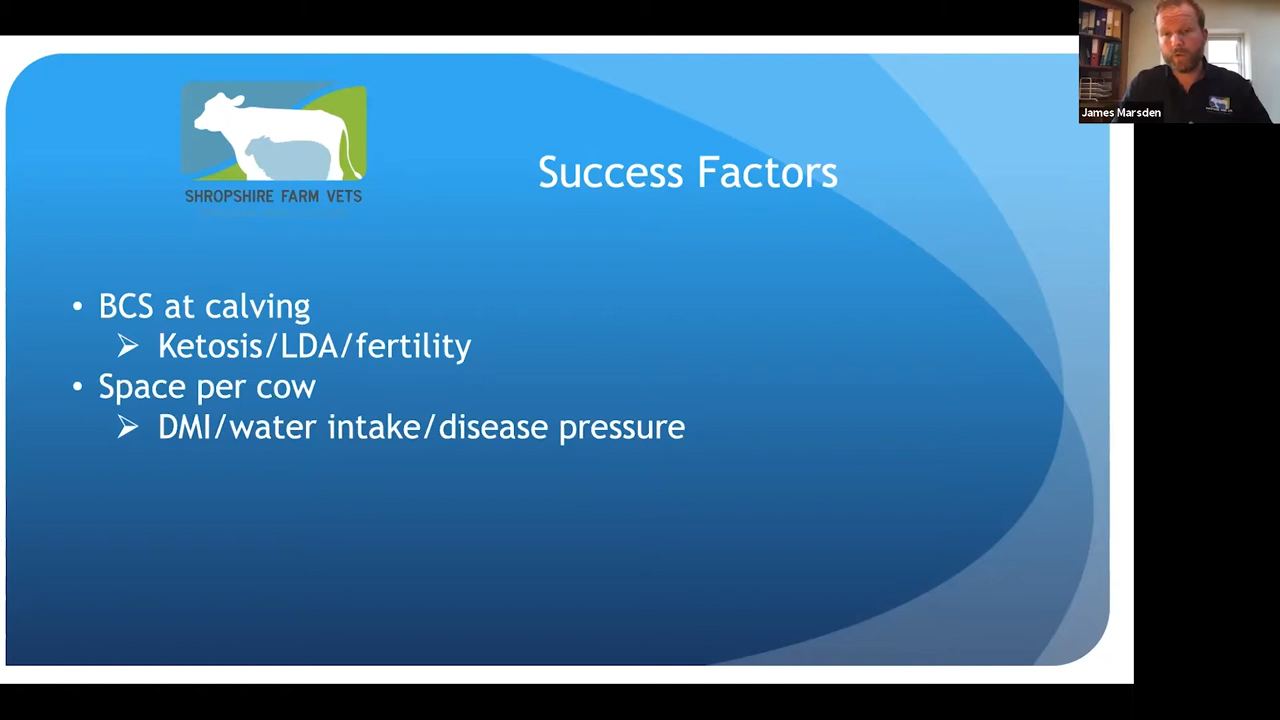 James Marsden
SHROPSHIRE FARM VETS
Success Factors
• BCS at calving
➢ Ketosis/LDA/fertility
• Space per cow
➢ DMI/water intake/disease pressure